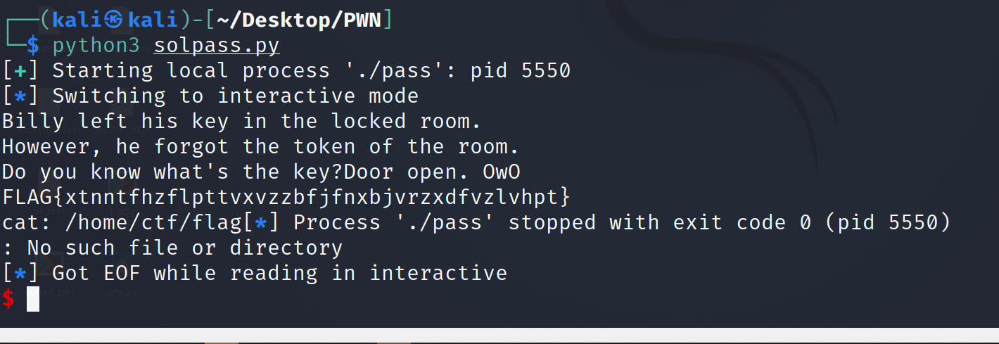 ┌──(kali㉿kali)-[~/Desktop/PWN]
└─$ python3 solpass.py
[+] Starting local process './pass': pid 5550
[*] Switching to interactive mode
Billy left his key in the locked room.
However, he forgot the token of the room.
Do you know what's the key?Door open. OwO
FLAG{xtnntfhzflpttvxvzzbfjfnxbjvrzxdfvzlvhpt}
cat: /home/ctf/flag[*] Process './pass' stopped with exit code 0 (pid 5550)
: No such file or directory
[*] Got EOF while reading in interactive
$